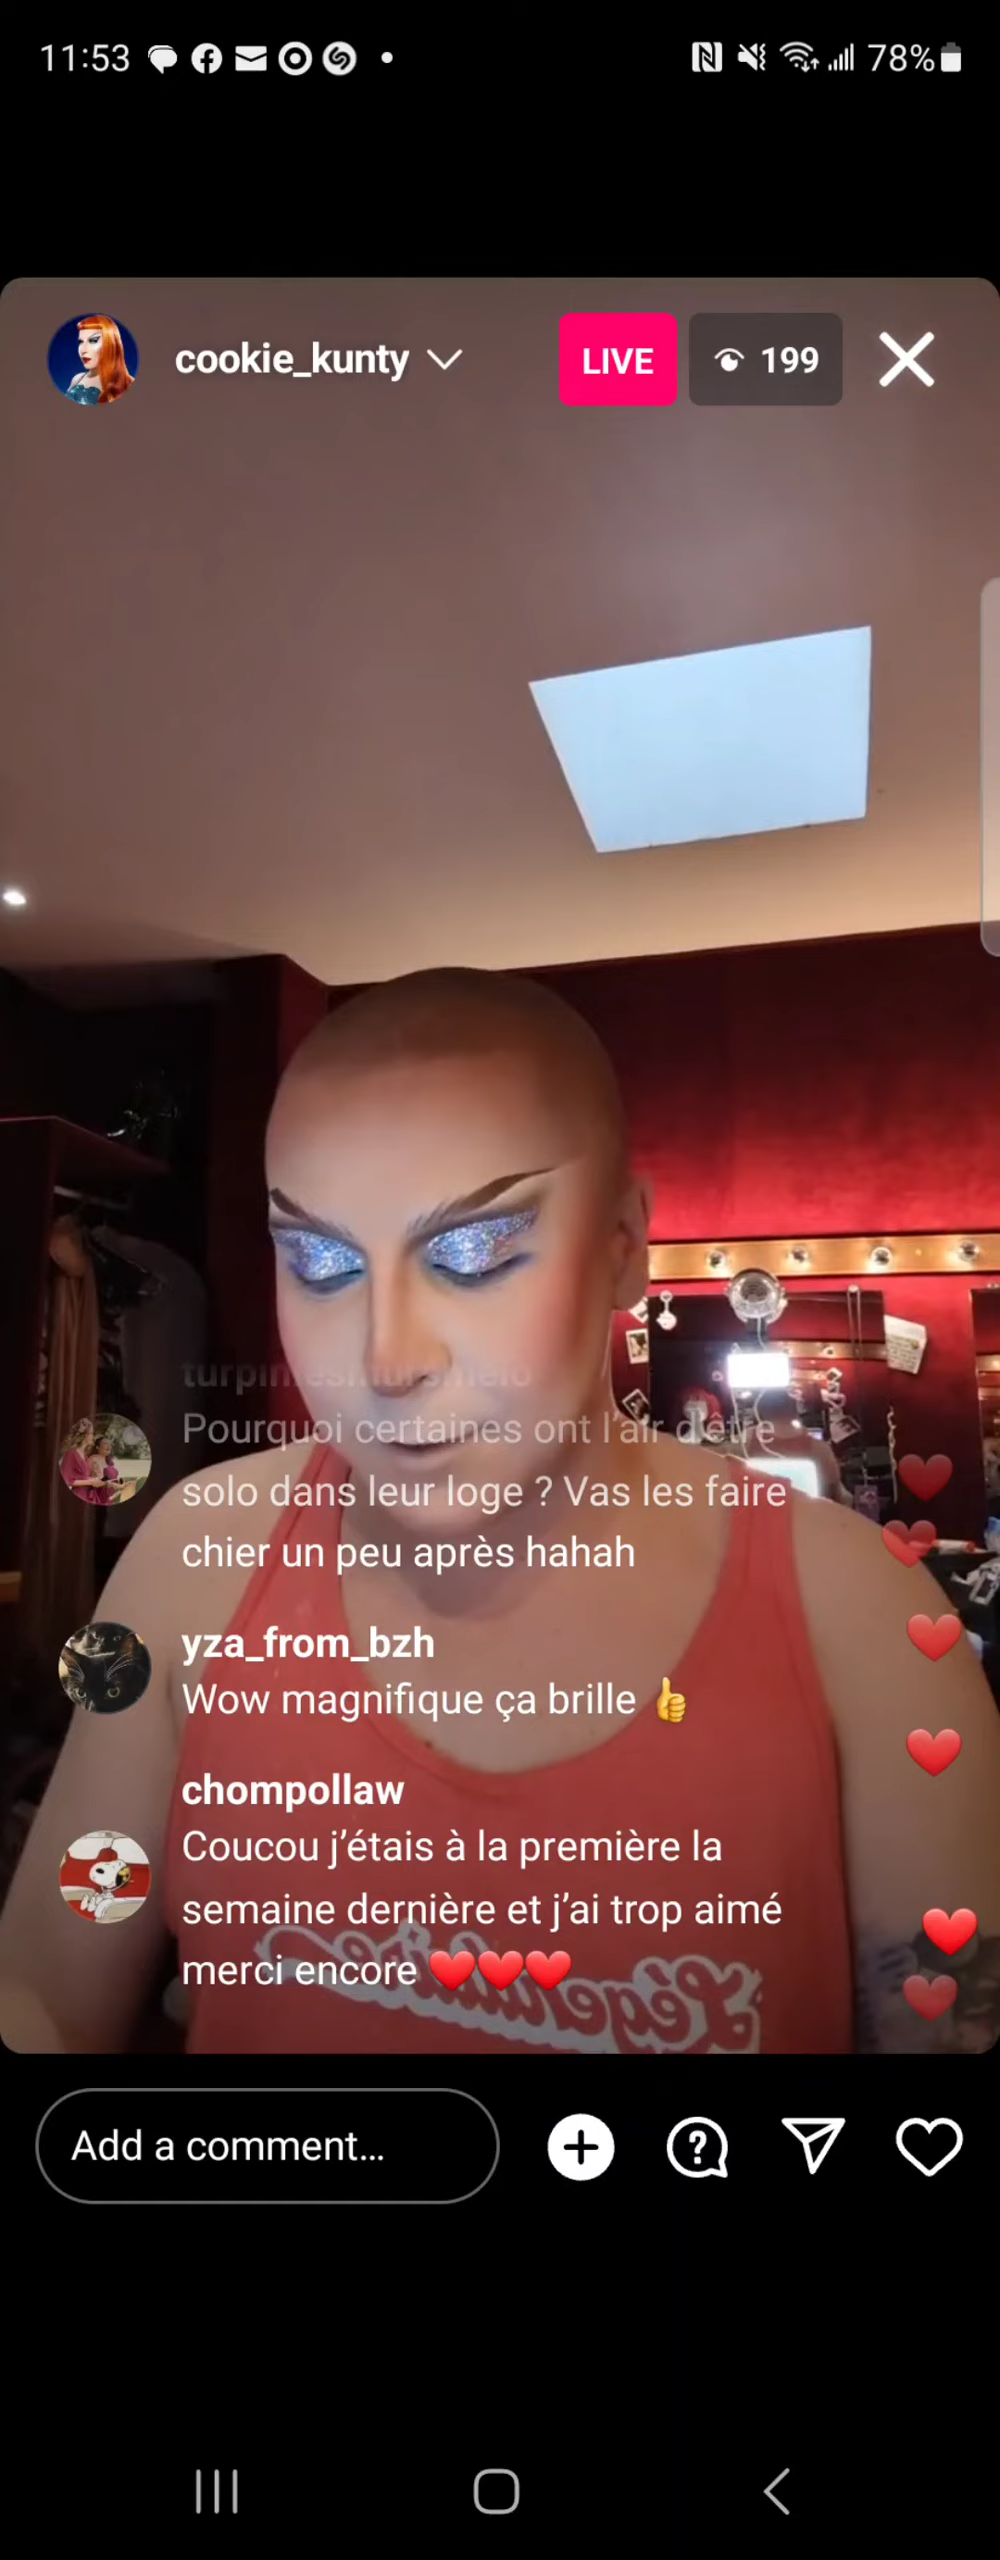 11:53
78%
cookie_kunty
LIVE
199
Pourquoi certaines ont l'air d'être
solo dans leur loge ? Vas les faire
chier un peu après hahah
yza_from_bzh
Wow magnifique ça brille 👍
chompollaw
Coucou j'étais à la première la
semaine dernière et j'ai trop aimé
merci encore ❤️❤️❤️
Légendaire
Add a comment...